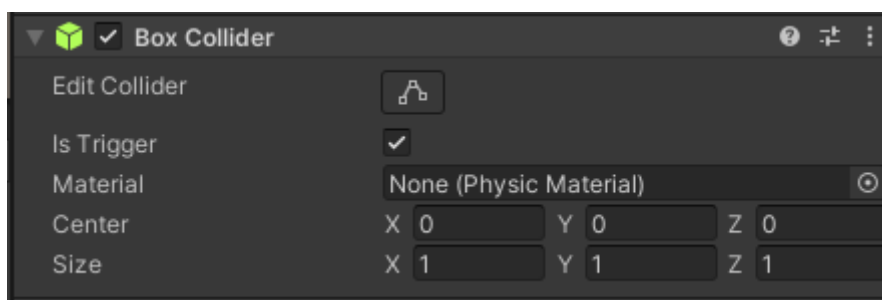 Box Collider
Edit Collider
Is Trigger
Material None (Physic Material)
Center X 0 Y 0 Z 0
Size X 1 Y 1 Z 1